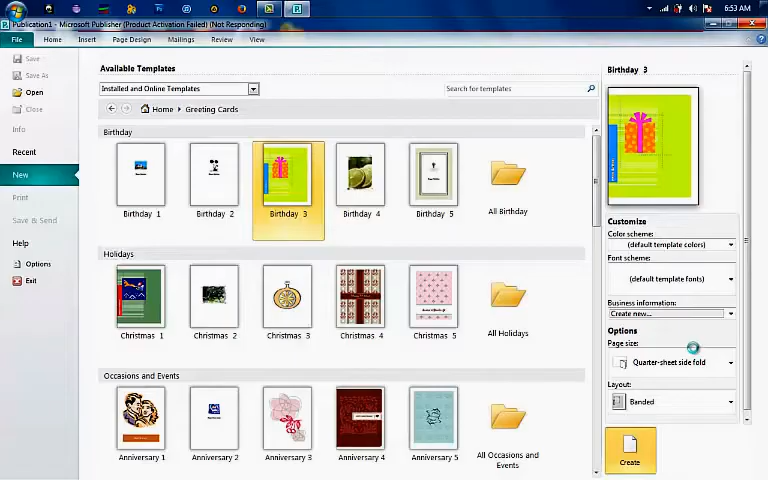 6:53 AM
Publication1 - Microsoft Publisher (Product Activation Failed) (Not Responding)
File Home Insert Page Design Mailings Review View
Save
Save As
Open
Close
Info
Recent
New
Print
Save & Send
Help
Options
Exit
Available Templates
Installed and Online Templates
Search for templates
Home Greeting Cards
Birthday
Birthday 1 Birthday 2 Birthday 3 Birthday 4 Birthday 5 All Birthday
Holidays
Christmas 1 Christmas 2 Christmas 3 Christmas 4 Christmas 5 All Holidays
Occasions and Events
Anniversary 1 Anniversary 2 Anniversary 3 Anniversary 4 Anniversary 5 All Occasions and Events
Birthday 3
Customize
Color scheme:
(default template colors)
Font scheme:
(default template fonts)
Business information:
Create new...
Options
Page size:
Quarter-sheet side fold
Layout:
Banded
Create